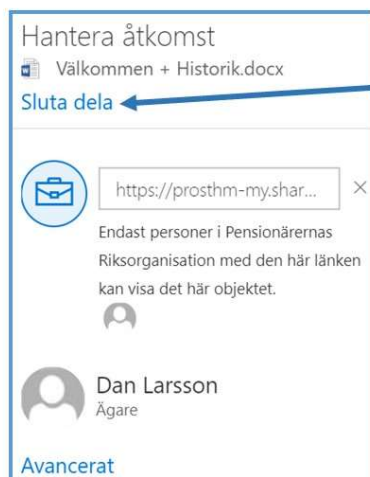 Hantera åtkomst
Välkommen + Historik.docx
Sluta dela
https://prosthm-my.shar...
Endast personer i Pensionärernas
Riksorganisation med den här länken
kan visa det här objektet.
Dan Larsson
Ägare
Avancerat